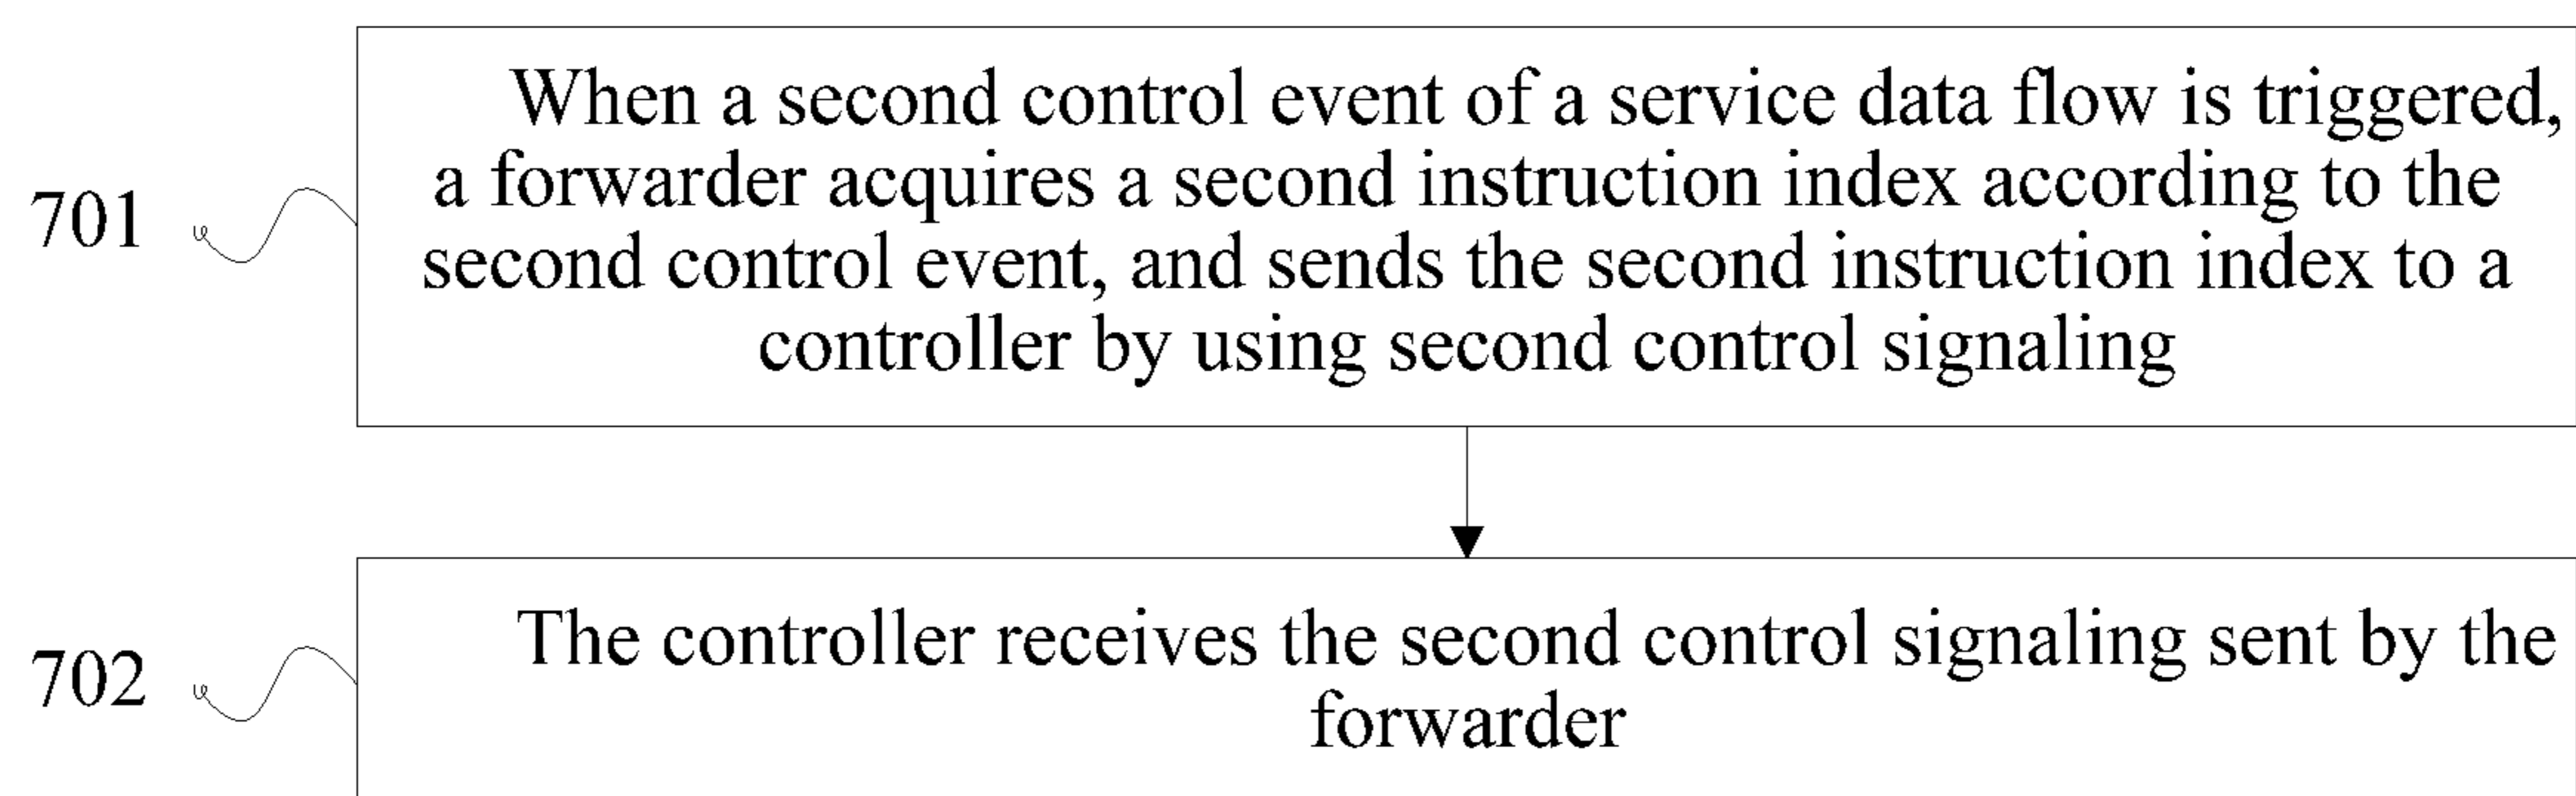 When a second control event of a service data flow is triggered,
a forwarder acquires a second instruction index according to the
701
second control event, and sends the second instruction index to a
controller by using second control signaling
The controller receives the second control signaling sent by the
702
forwarder